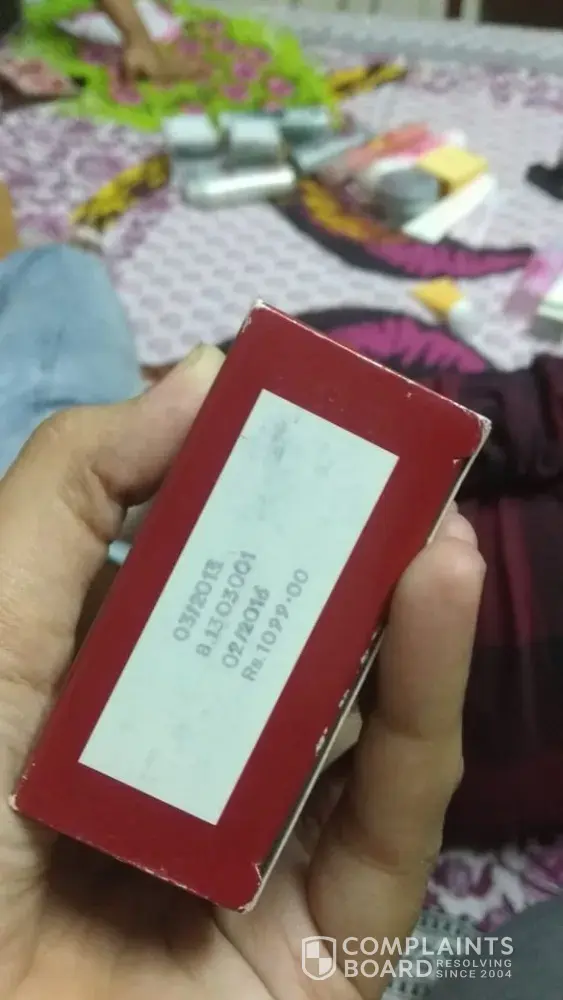 03/2013
B.1303001
02/2016
Rs.1099.00
COMPLAINTS
BOARD RESOLVING
SINCE 2004